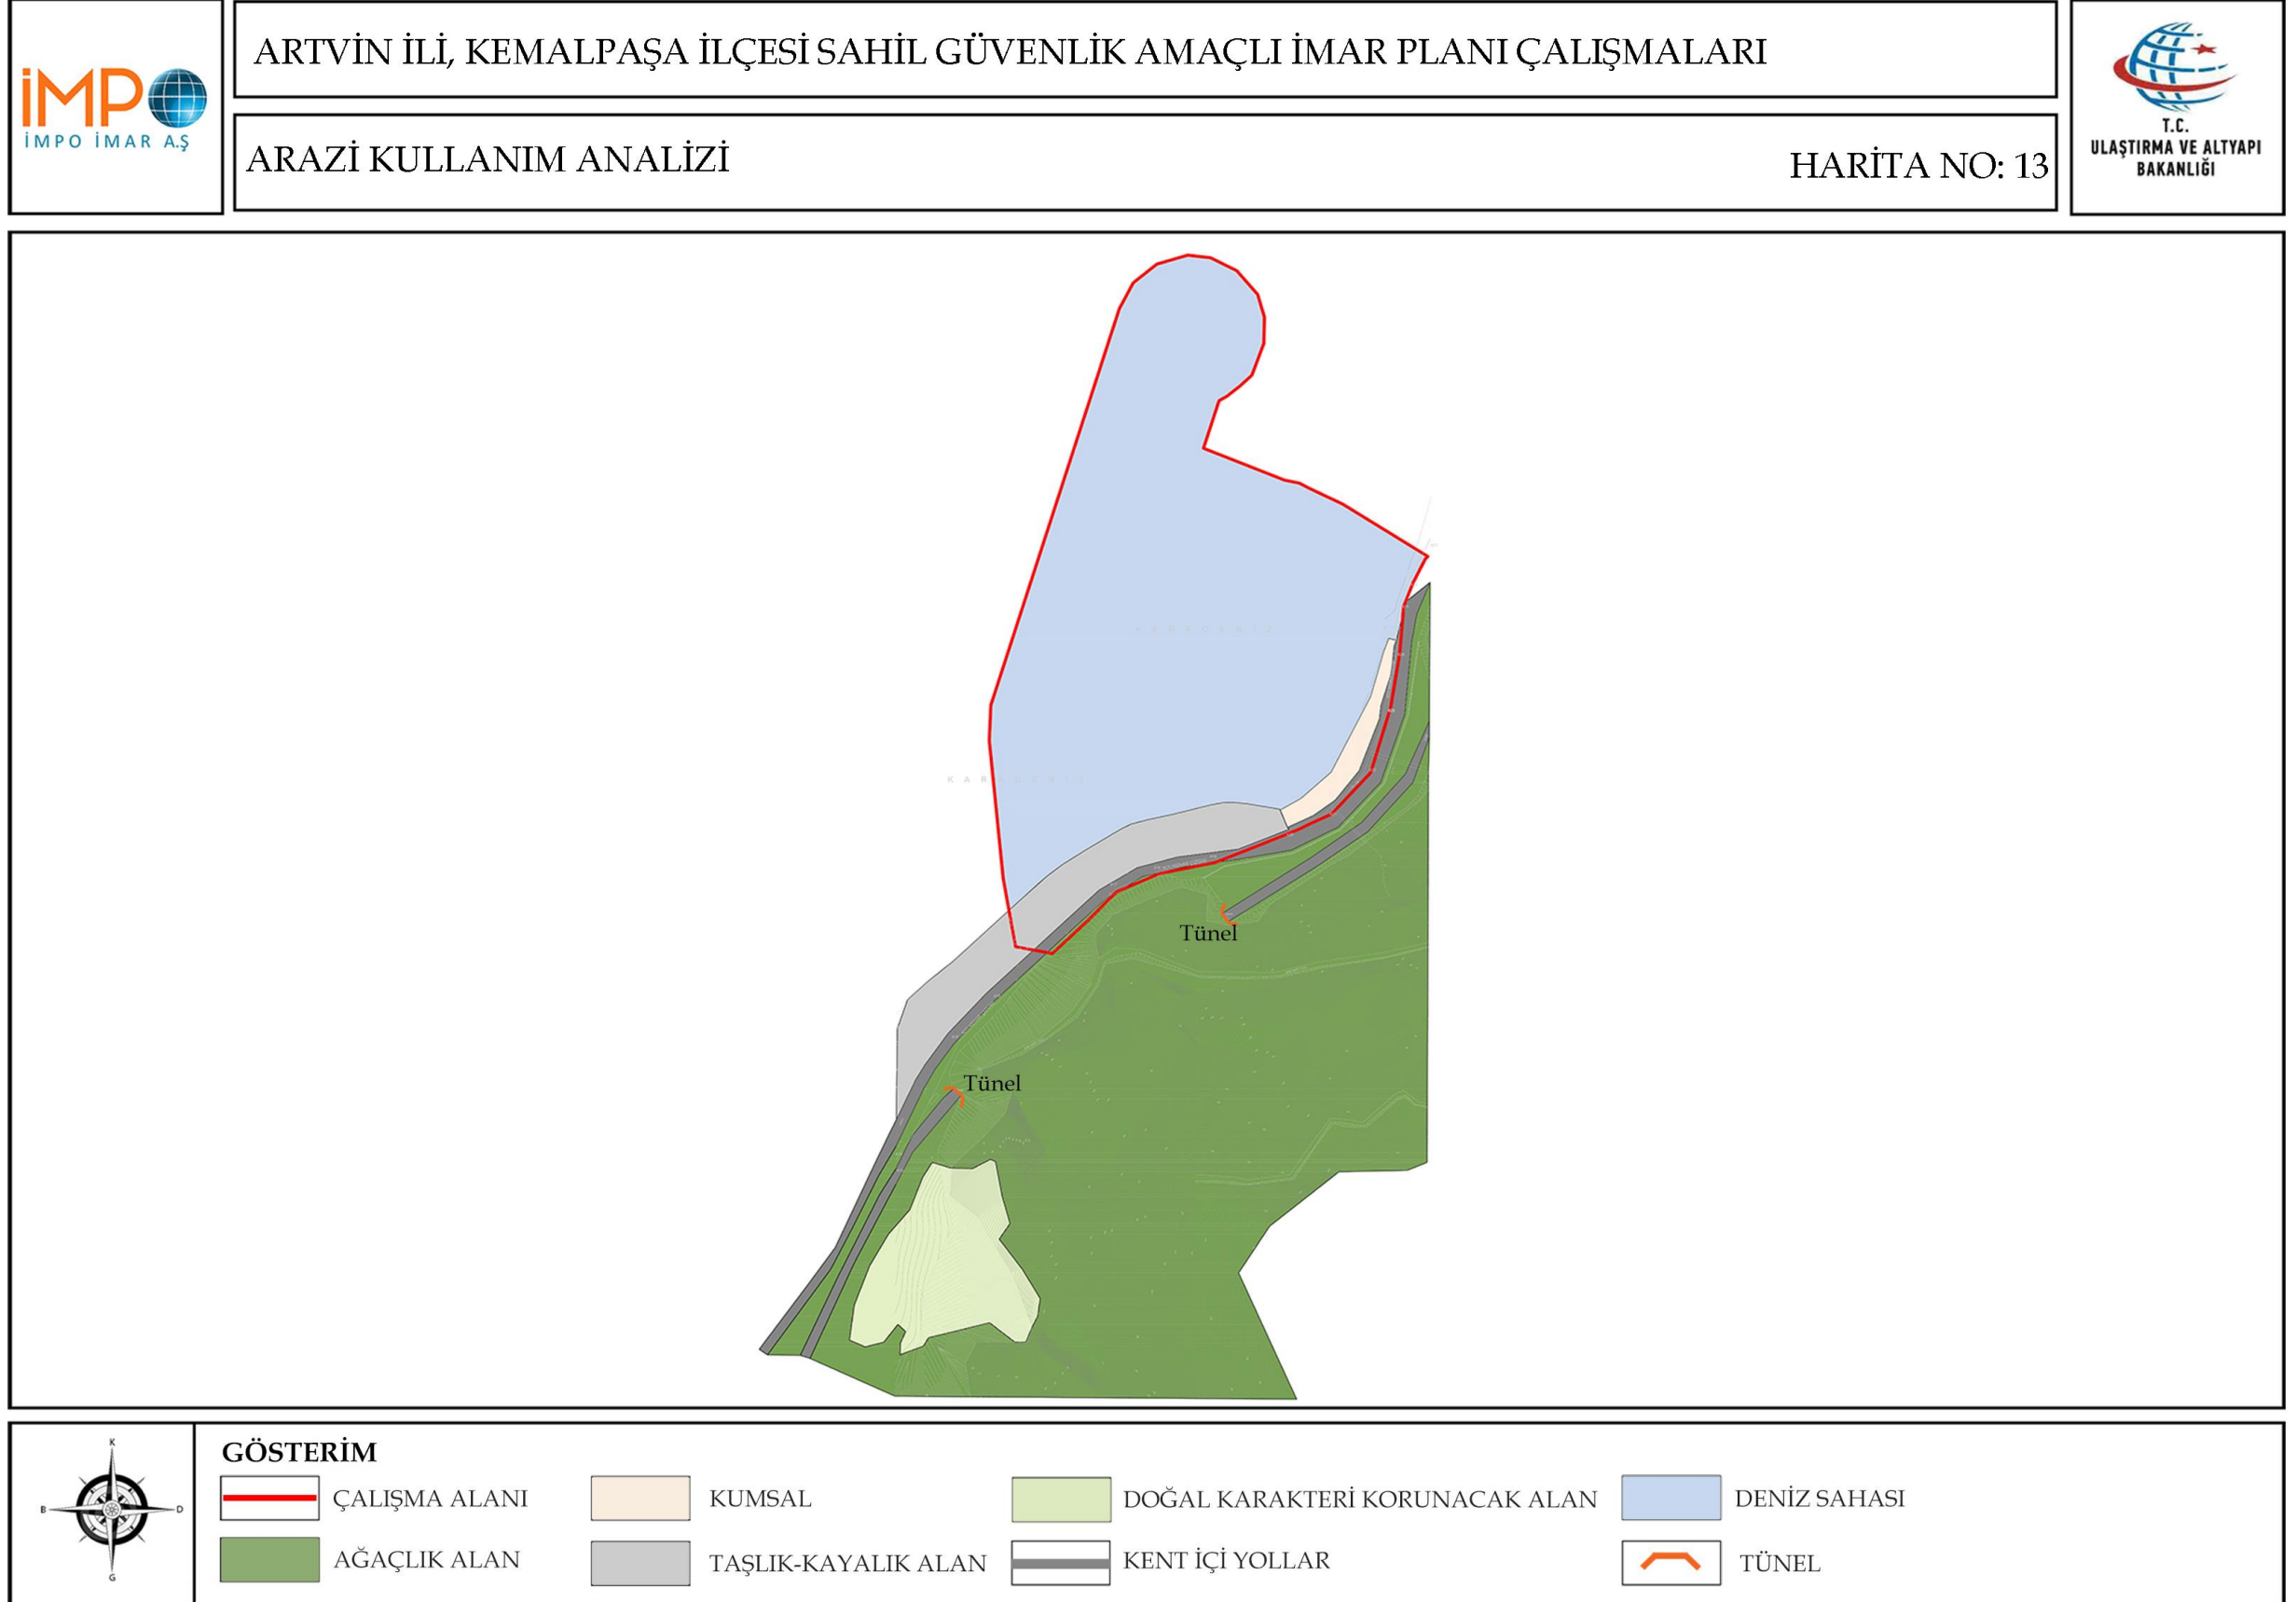 ARTVİN İLİ, KEMALPAŞA İLÇESİ SAHİL GÜVENLİK AMAÇLI İMAR PLANI ÇALIŞMALARI
İMPO
İMPO İMAR A.Ş
ARAZİ KULLANIM ANALİZİ
HARİTA NO: 13
T.C.
ULAŞTIRMA VE ALTYAPI
BAKANLIĞI
KARADENİZ
KARADENİZ
Tünel
Tünel
K
B
D
G
GÖSTERİM
ÇALIŞMA ALANI
KUMSAL
DOĞAL KARAKTERİ KORUNACAK ALAN
DENİZ SAHASI
AĞAÇLIK ALAN
TAŞLIK-KAYALIK ALAN
KENT İÇİ YOLLAR
TÜNEL